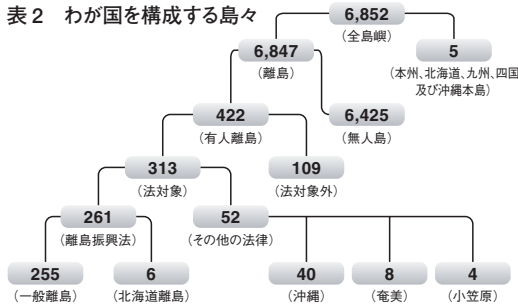 表2 わが国を構成する島々
6,852
(全島嶼)
6,847
(離島)
5
(本州、北海道、九州、四国
及び沖縄本島)
422
(有人離島)
6,425
(無人島)
313
(法対象)
109
(法対象外)
261
(離島振興法)
52
(その他の法律)
255
(一般離島)
6
(北海道離島)
40
(沖縄)
8
(奄美)
4
(小笠原)